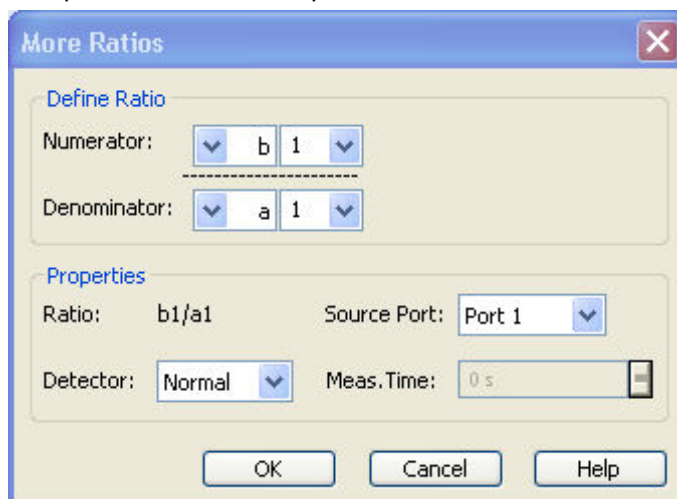 More Ratios
Define Ratio
Numerator: b 1
Denominator: a 1
Properties
Ratio: b1/a1 Source Port: Port 1
Detector: Normal Meas.Time: 0 s
OK Cancel Help